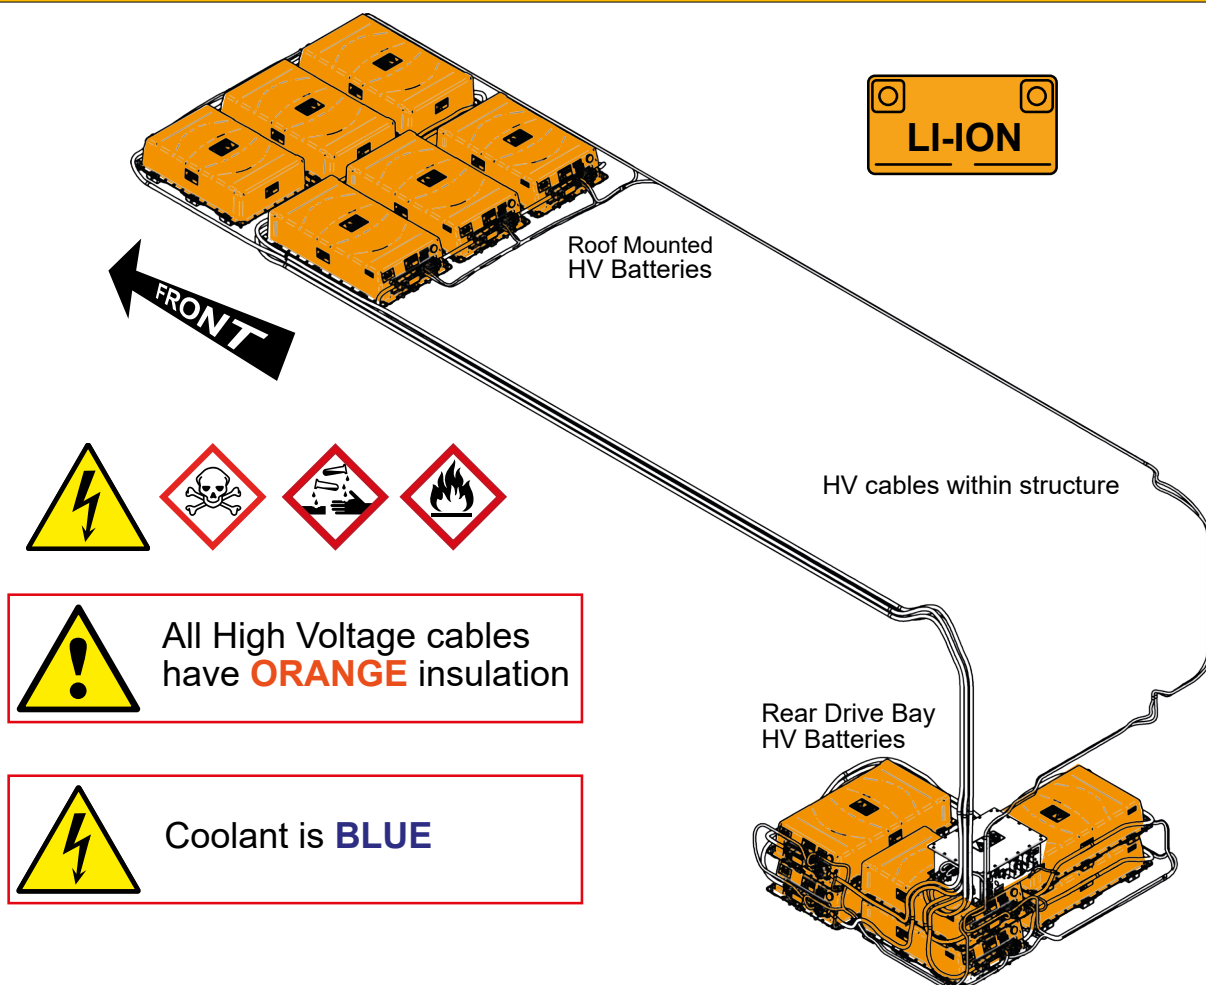 LI-ION
Roof Mounted
HV Batteries
FRONT
HV cables within structure
All High Voltage cables
have ORANGE insulation
Rear Drive Bay
HV Batteries
Coolant is BLUE